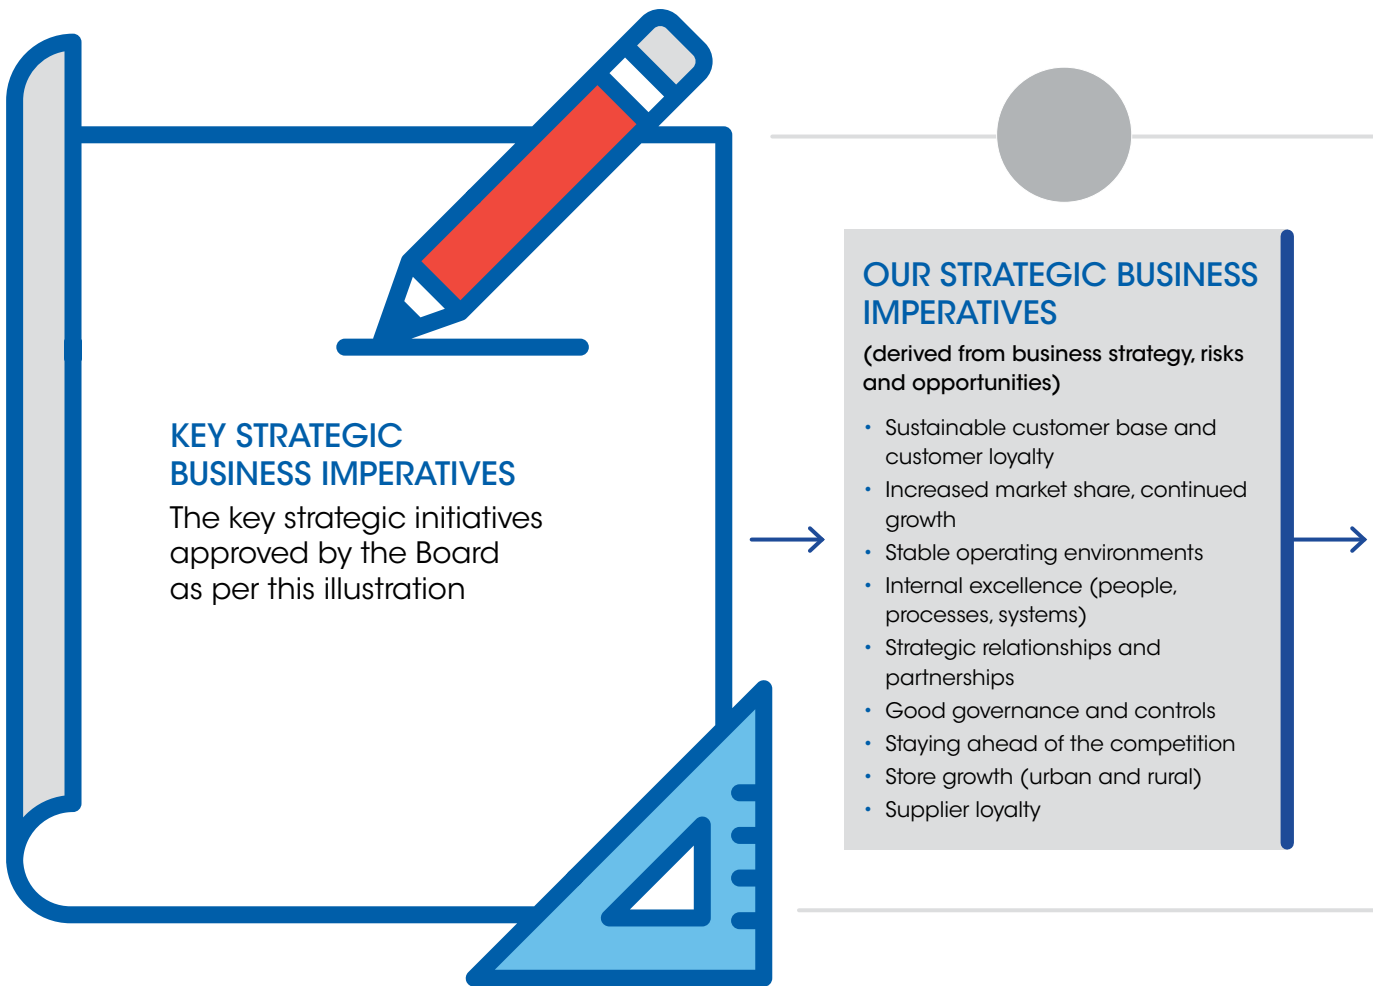 KEY STRATEGIC
BUSINESS IMPERATIVES
The key strategic initiatives
approved by the Board
as per this illustration
OUR STRATEGIC BUSINESS
IMPERATIVES
(derived from business strategy, risks
and opportunities)
• Sustainable customer base and
customer loyalty
• Increased market share, continued
growth
• Stable operating environments
• Internal excellence (people,
processes, systems)
• Strategic relationships and
partnerships
• Good governance and controls
• Staying ahead of the competition
• Store growth (urban and rural)
• Supplier loyalty